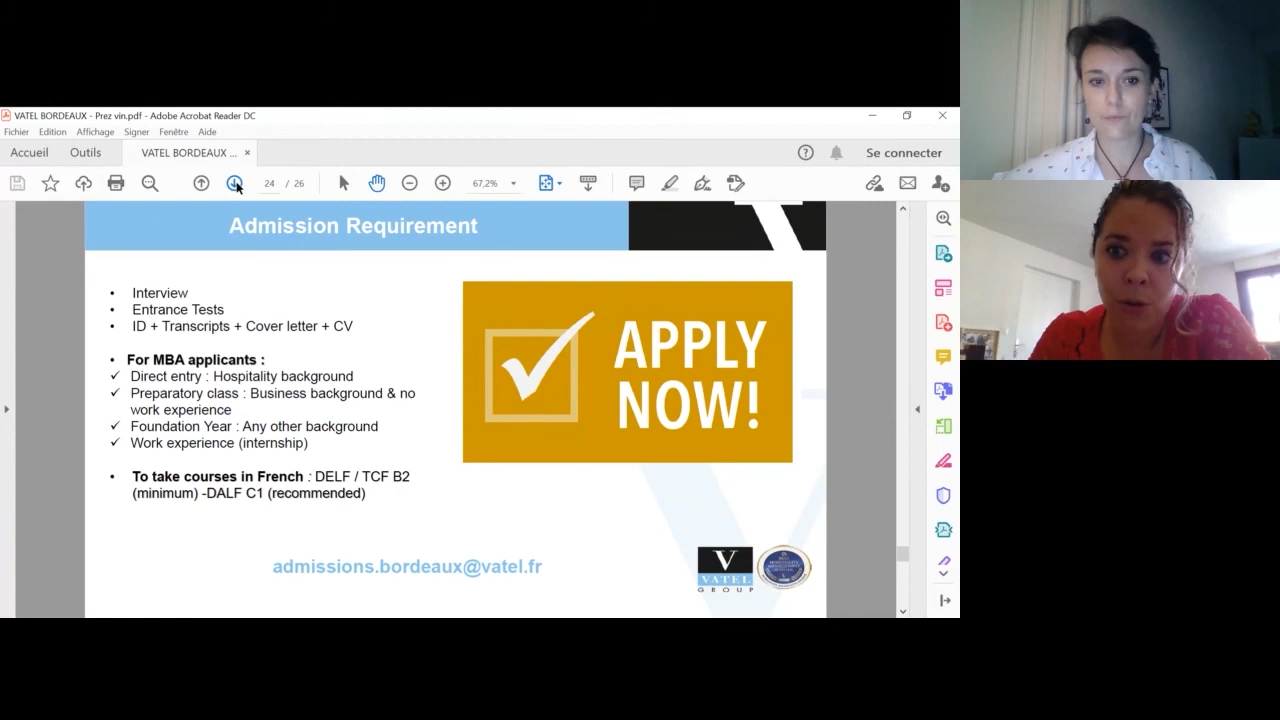 VATEL BORDEAUX - Prez vin.pdf - Adobe Acrobat Reader DC
Fichier Edition Affichage Signer Fenêtre Aide
Accueil Outils VATEL BORDEAUX ... × Se connecter
24 / 26 67,2%
Admission Requirement
• Interview
• Entrance Tests
• ID + Transcripts + Cover letter + CV
• For MBA applicants :
✓ Direct entry : Hospitality background
✓ Preparatory class : Business background & no
work experience
✓ Foundation Year : Any other background
✓ Work experience (internship)
• To take courses in French : DELF / TCF B2
(minimum) -DALF C1 (recommended)
APPLY
NOW!
admissions.bordeaux@vatel.fr
V
VATEL
GROUP